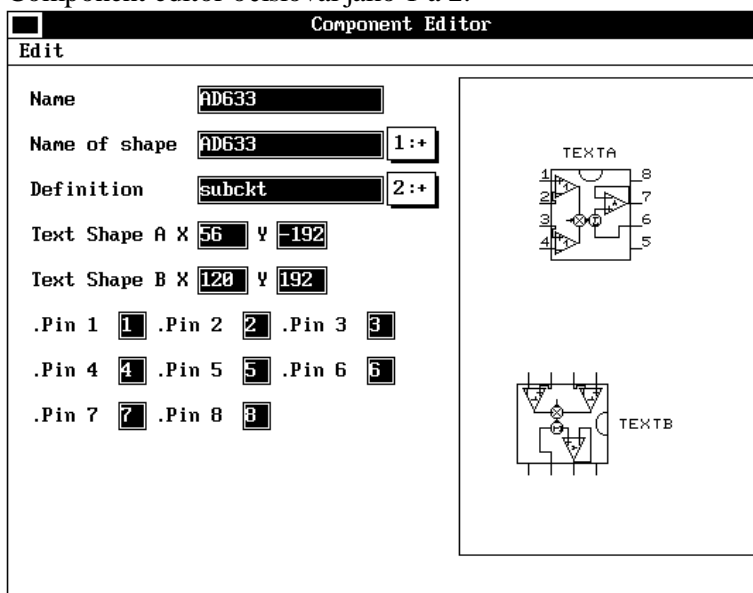 Component editor očíslovat jako 1 a 2.
Component Editor
Edit
Name AD633
Name of shape AD633 1:+
Definition subckt 2:+
Text Shape A X 56 Y -192
Text Shape B X 120 Y 192
.Pin 1 1 .Pin 2 2 .Pin 3 3
.Pin 4 4 .Pin 5 5 .Pin 6 6
.Pin 7 7 .Pin 8 8
TEXTA
1 8
2 7
3 6
4 5
TEXTB